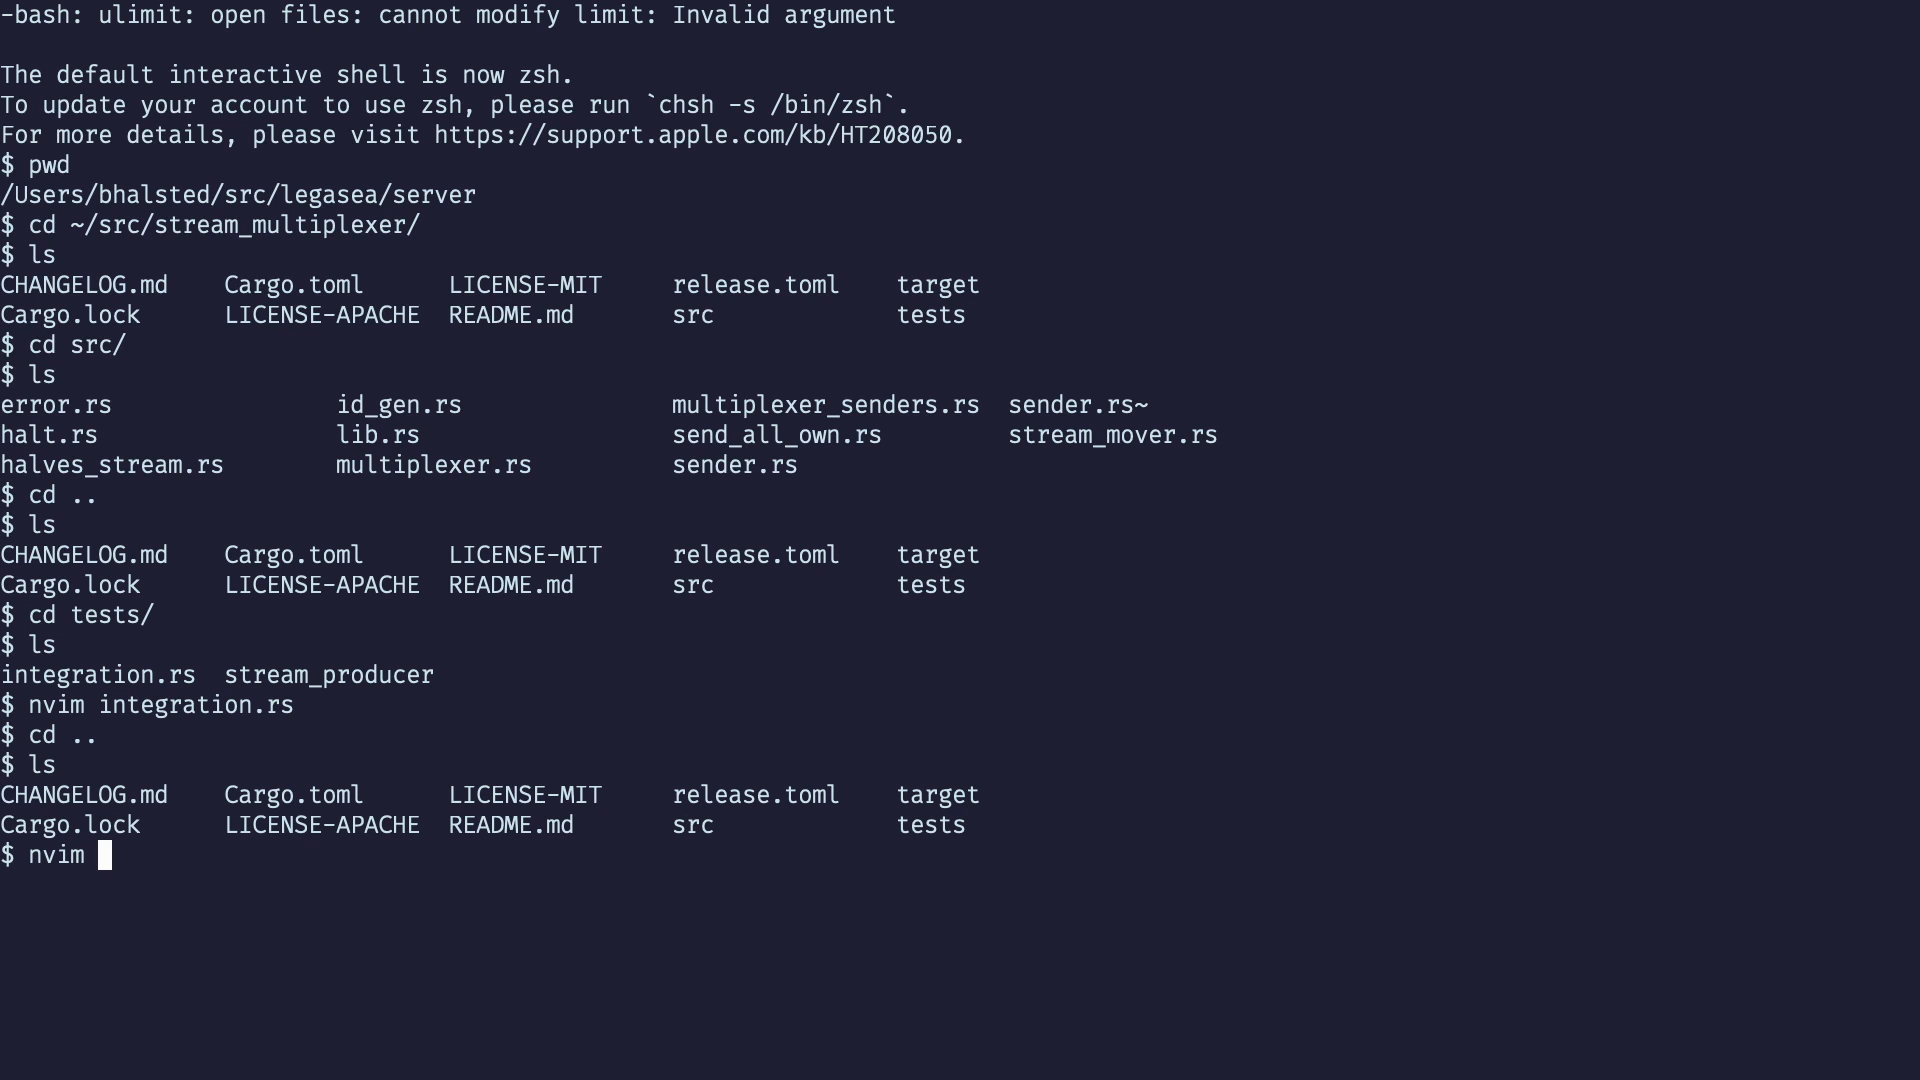 -bash: ulimit: open files: cannot modify limit: Invalid argument

The default interactive shell is now zsh.
To update your account to use zsh, please run `chsh -s /bin/zsh`.
For more details, please visit https://support.apple.com/kb/HT208050.
$ pwd
/Users/bhalsted/src/legasea/server
$ cd ~/src/stream_multiplexer/
$ ls
CHANGELOG.md    Cargo.toml      LICENSE-MIT     release.toml    target
Cargo.lock      LICENSE-APACHE  README.md       src             tests
$ cd src/
$ ls
error.rs                id_gen.rs               multiplexer_senders.rs  sender.rs~
halt.rs                 lib.rs                  send_all_own.rs         stream_mover.rs
halves_stream.rs        multiplexer.rs          sender.rs
$ cd ..
$ ls
CHANGELOG.md    Cargo.toml      LICENSE-MIT     release.toml    target
Cargo.lock      LICENSE-APACHE  README.md       src             tests
$ cd tests/
$ ls
integration.rs  stream_producer
$ nvim integration.rs
$ cd ..
$ ls
CHANGELOG.md    Cargo.toml      LICENSE-MIT     release.toml    target
Cargo.lock      LICENSE-APACHE  README.md       src             tests
$ nvim